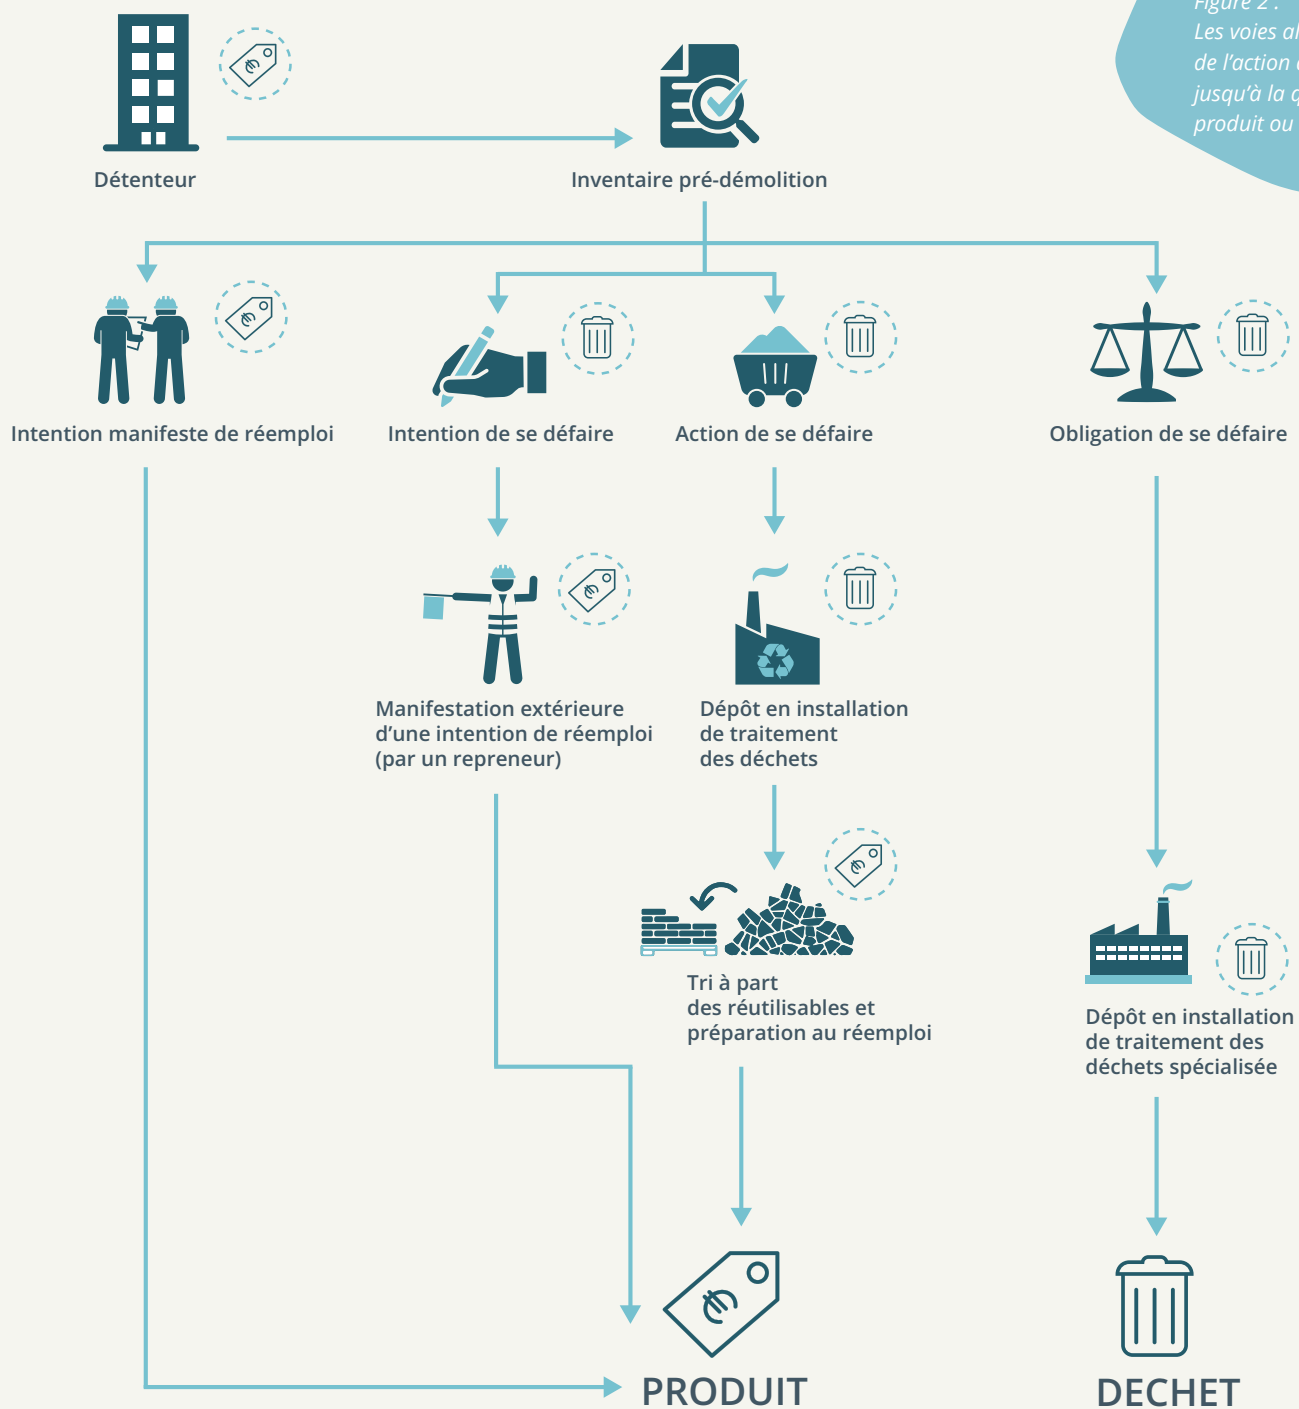 Figure 2 :
Les voies
de l’action
jusqu’à la
produit ou
Détenteur
Inventaire pré-démolition
Intention manifeste de réemploi
Intention de se défaire
Action de se défaire
Obligation de se défaire
Manifestation extérieure
d’une intention de réemploi
(par un repreneur)
Dépôt en installation
de traitement
des déchets
Tri à part
des réutilisables et
préparation au réemploi
Dépôt en installation
de traitement des
déchets spécialisée
PRODUIT
DECHET